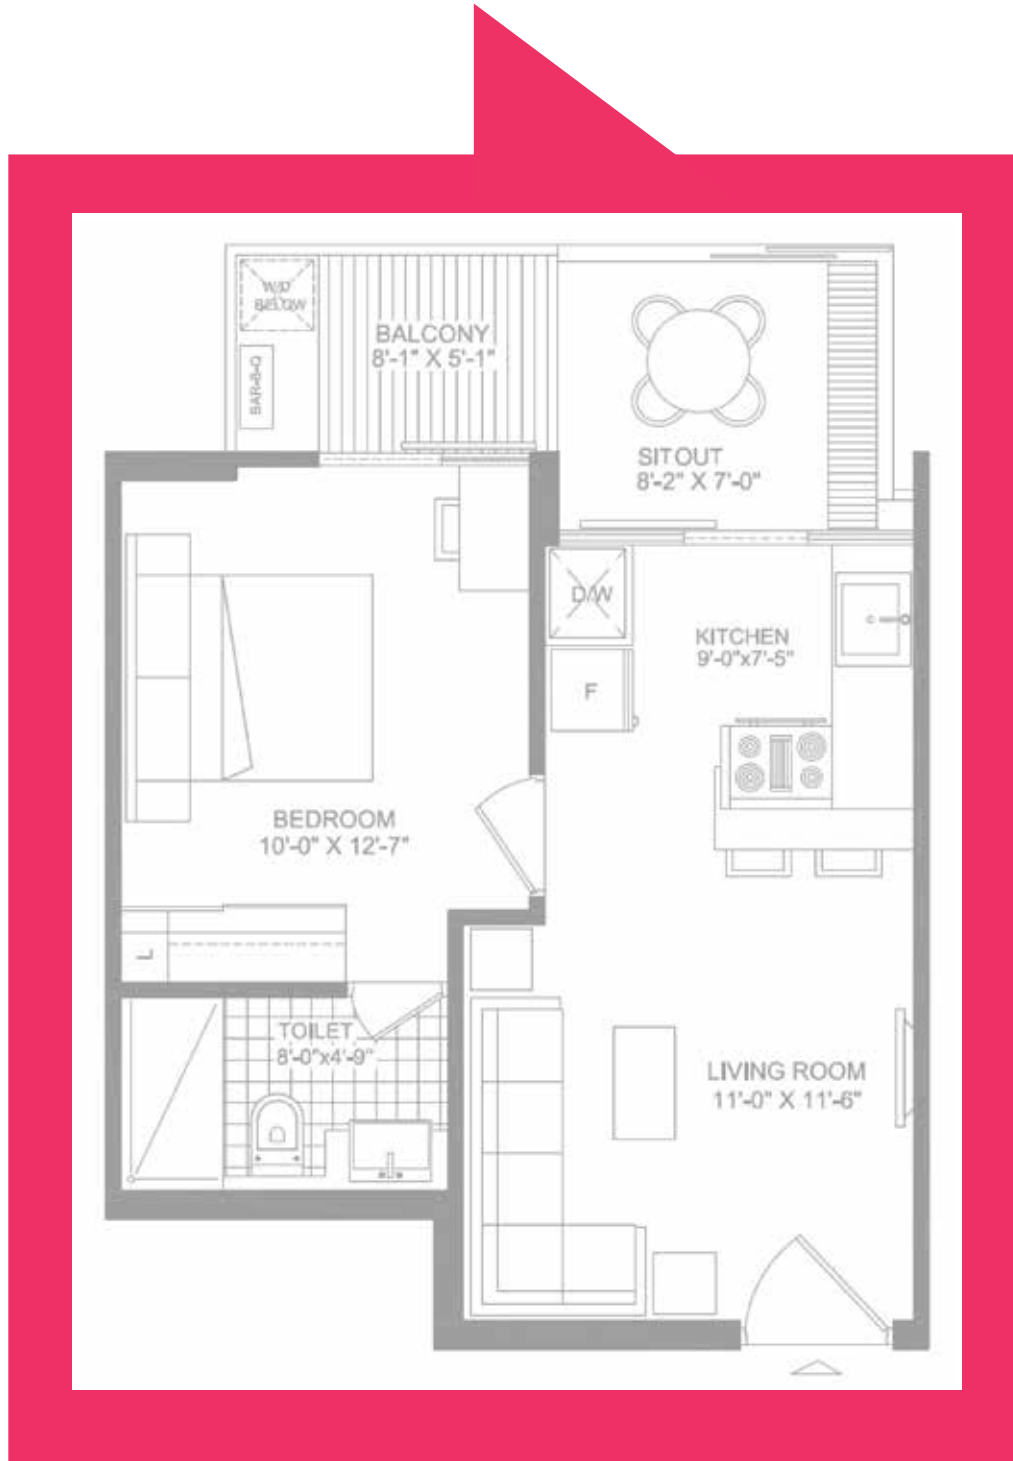 W/D
BELOW
BAR-B-Q
BALCONY
8'-1" X 5'-1"
SITOUT
8'-2" X 7'-0"
D/W
F
KITCHEN
9'-0"x7'-5"
C
BEDROOM
10'-0" X 12'-7"
L
TOILET
8'-0"x4'-9"
LIVING ROOM
11'-0" X 11'-6"